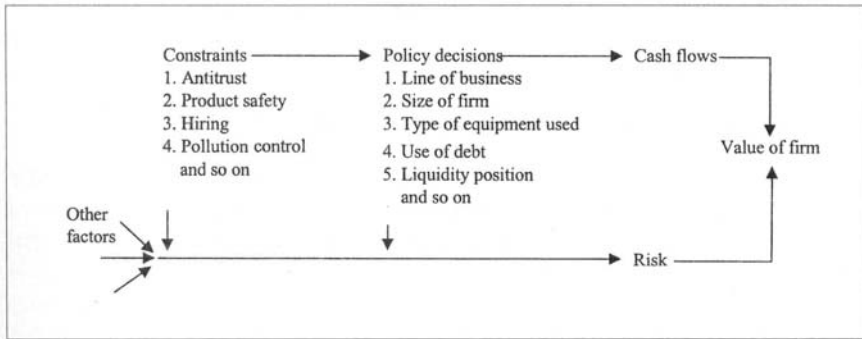 Constraints
1. Antitrust
2. Product safety
3. Hiring
4. Pollution control
and so on
Policy decisions
1. Line of business
2. Size of firm
3. Type of equipment used
4. Use of debt
5. Liquidity position
and so on
Cash flows
Value of firm
Other
factors
Risk